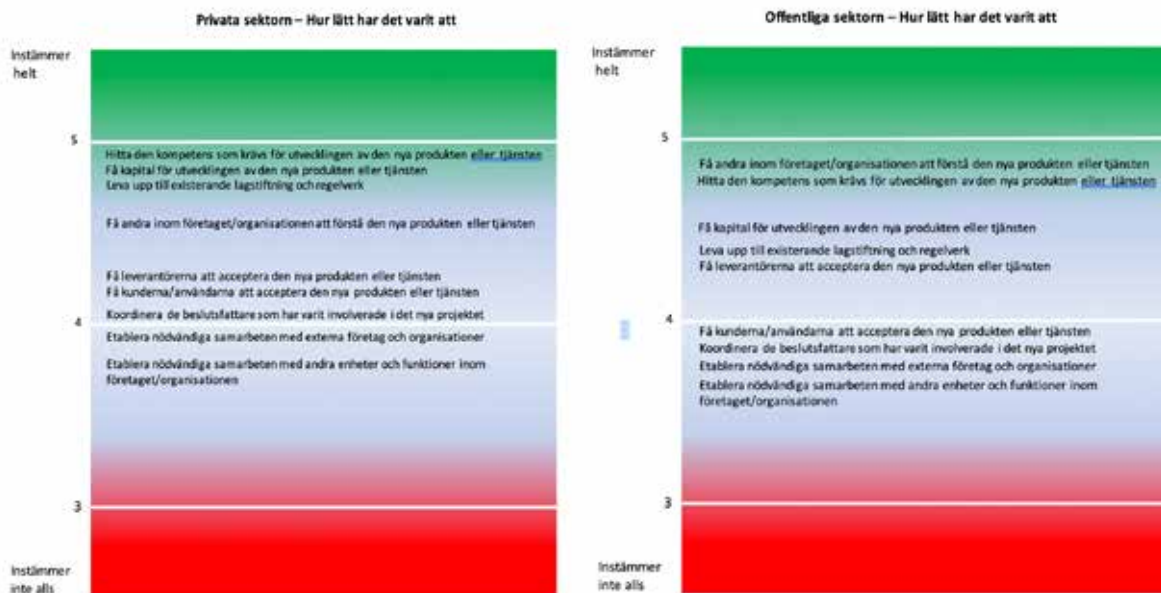 Privata sektorn – Hur lätt har det varit att
Instämmer
helt
5
Hitta den kompetens som krävs för utvecklingen av den nya produkten eller tjänsten
Få kapital för utvecklingen av den nya produkten eller tjänsten
Leva upp till existerande lagstiftning och regelverk
Få andra inom företaget/organisationen att förstå den nya produkten eller tjänsten
Få leverantörerna att acceptera den nya produkten eller tjänsten
Få kunderna/användarna att acceptera den nya produkten eller tjänsten
Koordinera de beslutsfattare som har varit involverade i det nya projektet
4
Etablera nödvändiga samarbeten med externa företag och organisationer
Etablera nödvändiga samarbeten med andra enheter och funktioner inom
företaget/organisationen
3
Instämmer
inte alls
Offentliga sektorn – Hur lätt har det varit att
Instämmer
helt
5
Få andra inom företaget/organisationen att förstå den nya produkten eller tjänsten
Hitta den kompetens som krävs för utvecklingen av den nya produkten eller tjänsten
Få kapital för utvecklingen av den nya produkten eller tjänsten
Leva upp till existerande lagstiftning och regelverk
Få leverantörerna att acceptera den nya produkten eller tjänsten
4
Få kunderna/användarna att acceptera den nya produkten eller tjänsten
Koordinera de beslutsfattare som har varit involverade i det nya projektet
Etablera nödvändiga samarbeten med externa företag och organisationer
Etablera nödvändiga samarbeten med andra enheter och funktioner inom
företaget/organisationen
3
Instämmer
inte alls